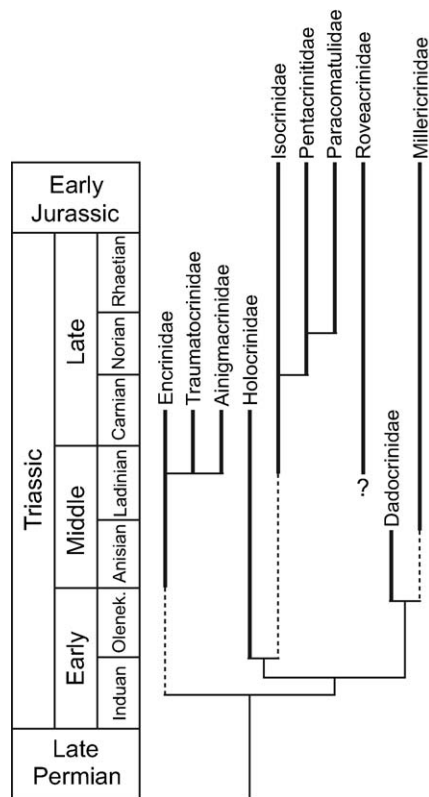 Early
Jurassic
Triassic
Late
Rhaetian
Norian
Carnian
Middle
Ladinian
Anisian
Early
Olenek.
Induan
Late
Permian
Encrinidae
Traumatocrinidae
Ainigmacrinidae
Holocrinidae
Isocrinidae
Pentacrinitidae
Paracomatulidae
Roveacrinidae
?
Dadocrinidae
Millericrinidae